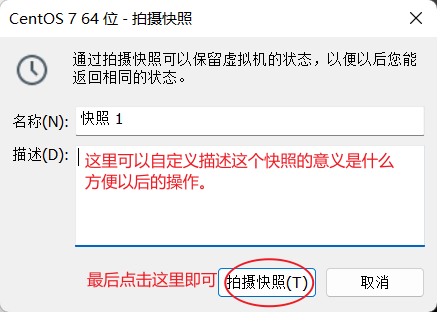 CentOS 7 64 位 - 拍摄快照
通过拍摄快照可以保留虚拟机的状态，以便以后您能
返回相同的状态。
名称(N):
快照 1
描述(D):
这里可以自定义描述这个快照的意义是什么
方便以后的操作。
最后点击这里即可
拍摄快照(T)
取消